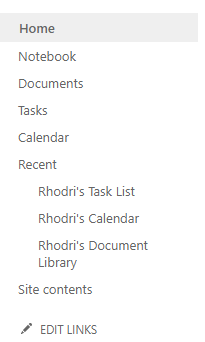 Home
Notebook
Documents
Tasks
Calendar
Recent
Rhodri's Task List
Rhodri's Calendar
Rhodri's Document
Library
Site contents
EDIT LINKS